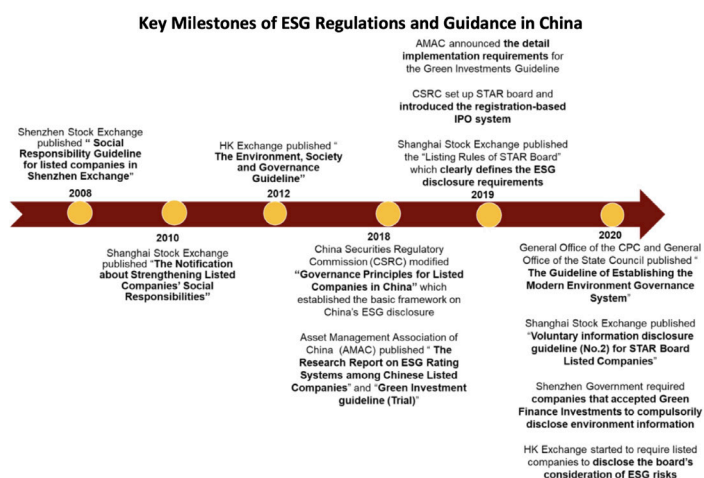 Key Milestones of ESG Regulations and Guidance in China
Shenzhen Stock Exchange
published “ Social
Responsibility Guideline
for listed companies in
Shenzhen Exchange”
2008
Shanghai Stock Exchange
published “The Notification
about Strengthening Listed
Companies’ Social
Responsibilities”
2010
HK Exchange published “
The Environment, Society
and Governance
Guideline”
2012
2018
China Securities Regulatory
Commission (CSRC) modified
“Governance Principles for Listed
Companies in China” which
established the basic framework on
China’s ESG disclosure
Asset Management Association of
China (AMAC) published “ The
Research Report on ESG Rating
Systems among Chinese Listed
Companies” and “Green Investment
guideline (Trial)”
AMAC announced the detail
implementation requirements for
the Green Investments Guideline
CSRC set up STAR board and
introduced the registration-based
IPO system
Shanghai Stock Exchange published
the “Listing Rules of STAR Board”
which clearly defines the ESG
disclosure requirements
2019
2020
General Office of the CPC and General
Office of the State Council published “
The Guideline of Establishing the
Modern Environment Governance
System”
Shanghai Stock Exchange published
“Voluntary information disclosure
guideline (No.2) for STAR Board
Listed Companies”
Shenzhen Government required
companies that accepted Green
Finance Investments to compulsorily
disclose environment information
HK Exchange started to require listed
companies to disclose the board’s
consideration of ESG risks